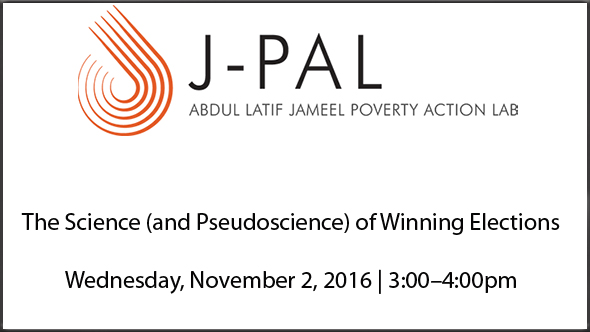 J-PAL
ABDUL LATIF JAMEEL POVERTY ACTION LAB
The Science (and Pseudoscience) of Winning Elections
Wednesday, November 2, 2016 | 3:00–4:00pm